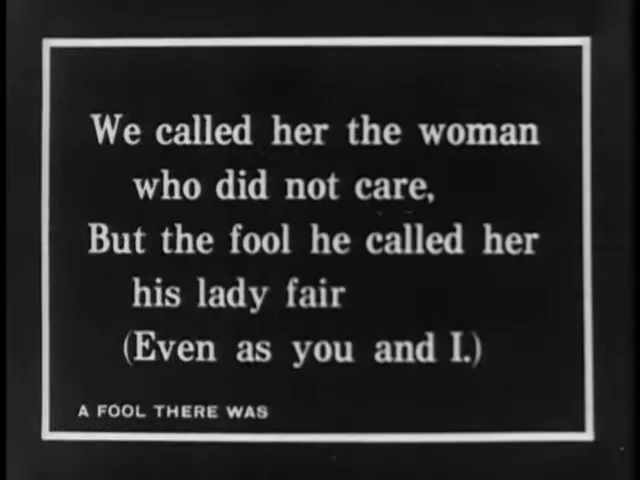 We called her the woman
who did not care,
But the fool he called her
his lady fair
(Even as you and I.)
A FOOL THERE WAS